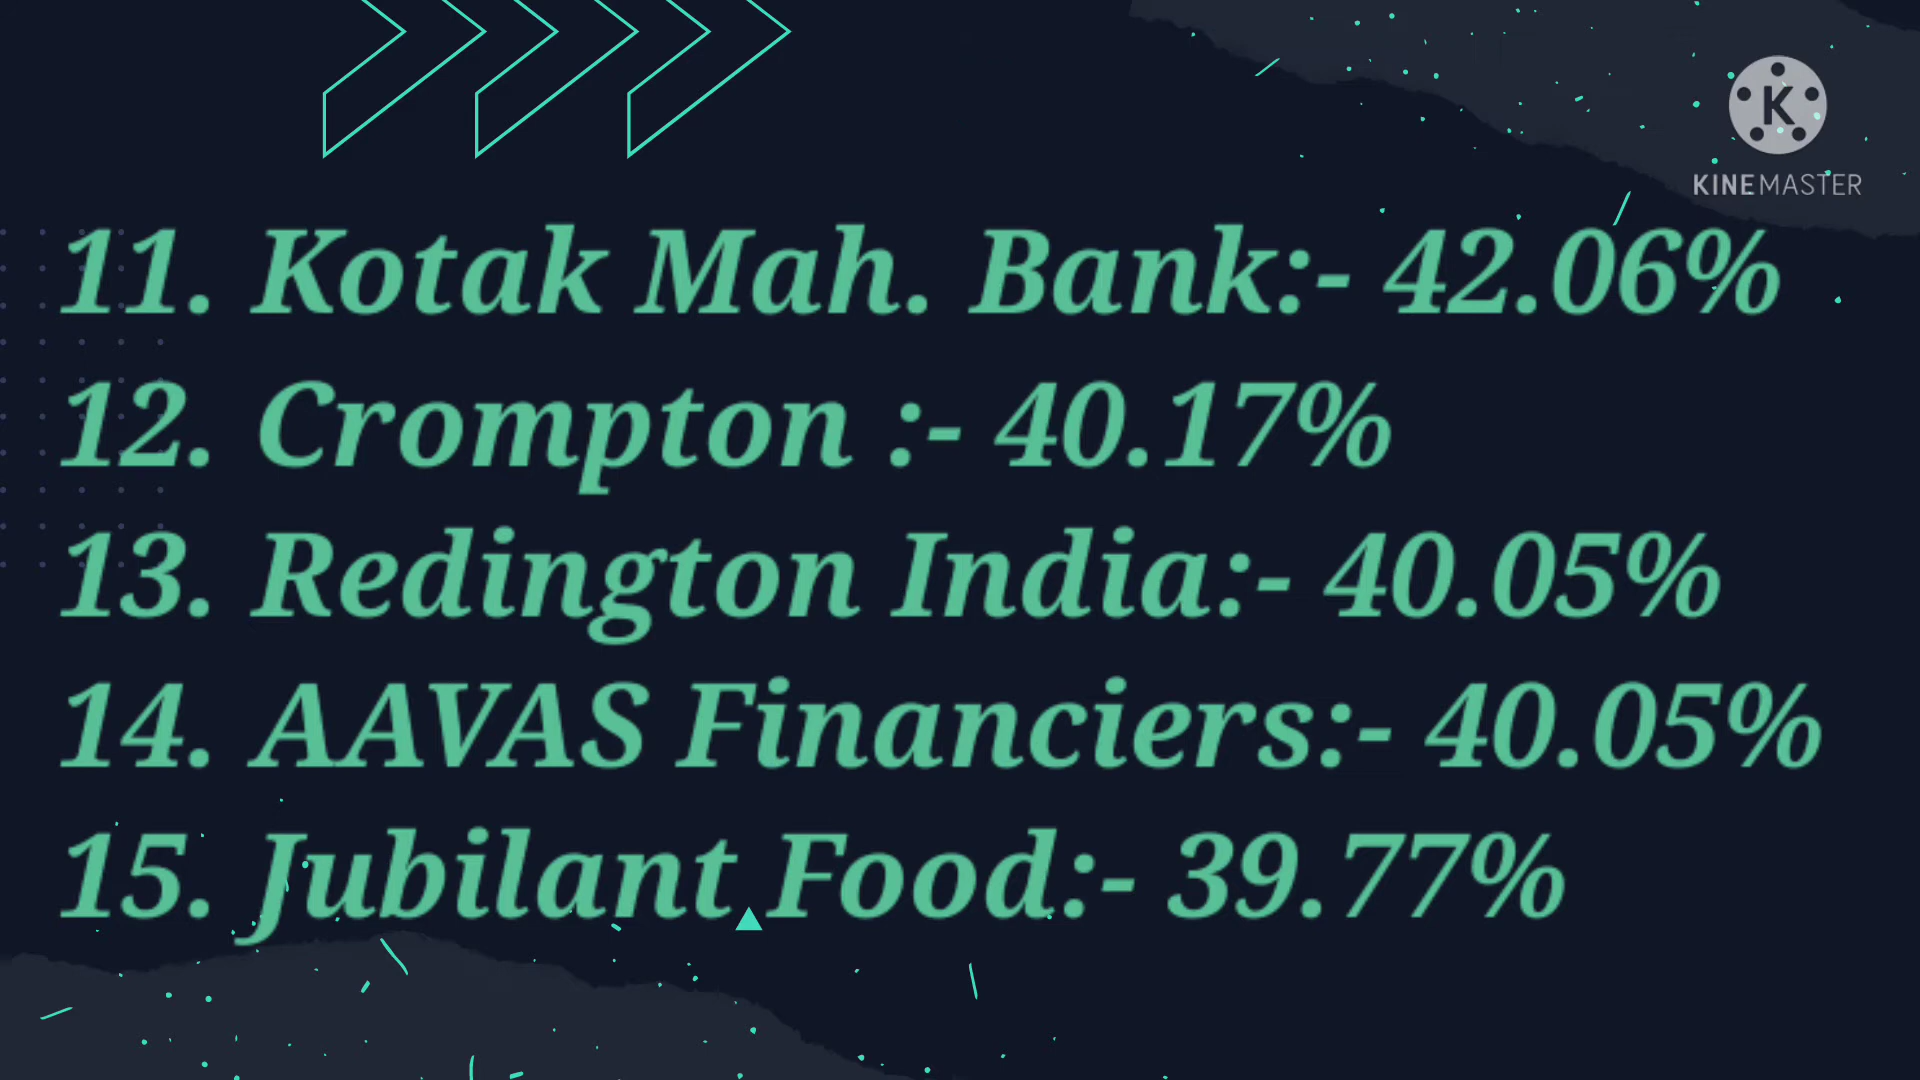 K
KINEMASTER
11. Kotak Mah. Bank:- 42.06%
12. Crompton :- 40.17%
13. Redington India:- 40.05%
14. AAVAS Financiers:- 40.05%
15. Jubilant Food:- 39.77%